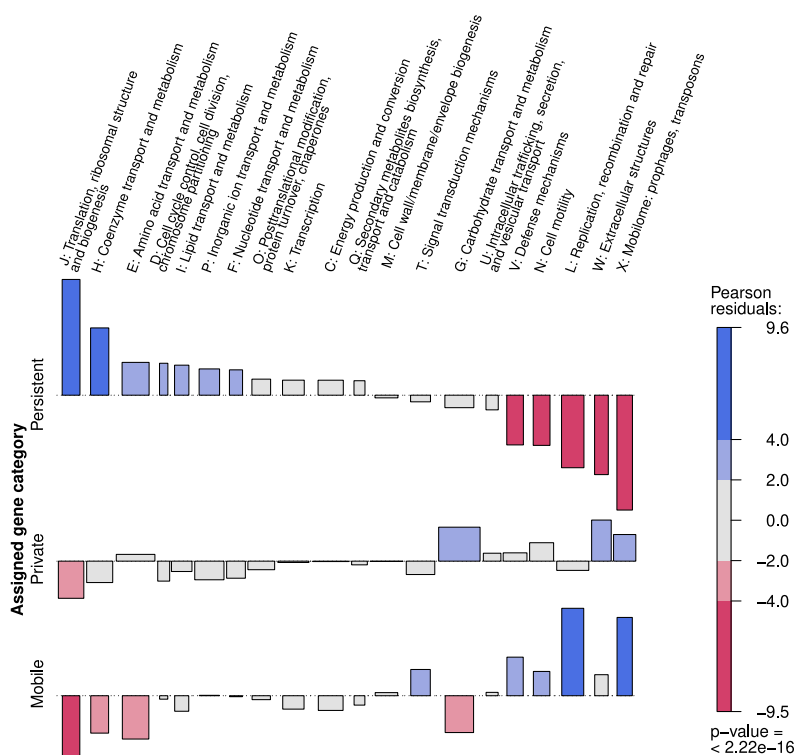 J: Translation, ribosomal structure
and biogenesis
H: Coenzyme transport and metabolism
E: Amino acid transport and metabolism
D: Cell cycle control, cell division,
chromosome partitioning
I: Lipid transport and metabolism
P: Inorganic ion transport and metabolism
F: Nucleotide transport and metabolism
O: Posttranslational modification,
protein turnover, chaperones
K: Transcription
C: Energy production and conversion
Q: Secondary metabolites biosynthesis,
transport and catabolism
M: Cell wall/membrane/envelope biogenesis
T: Signal transduction mechanisms
G: Carbohydrate transport and metabolism
U: Intracellular trafficking, secretion,
and vesicular transport
V: Defense mechanisms
N: Cell motility
L: Replication, recombination and repair
W: Extracellular structures
X: Mobilome: prophages, transposons
Assigned gene category
Persistent
Private
Mobile
Pearson
residuals:
9.6
4.0
2.0
0.0
−2.0
−4.0
−9.5
p−value =
< 2.22e−16